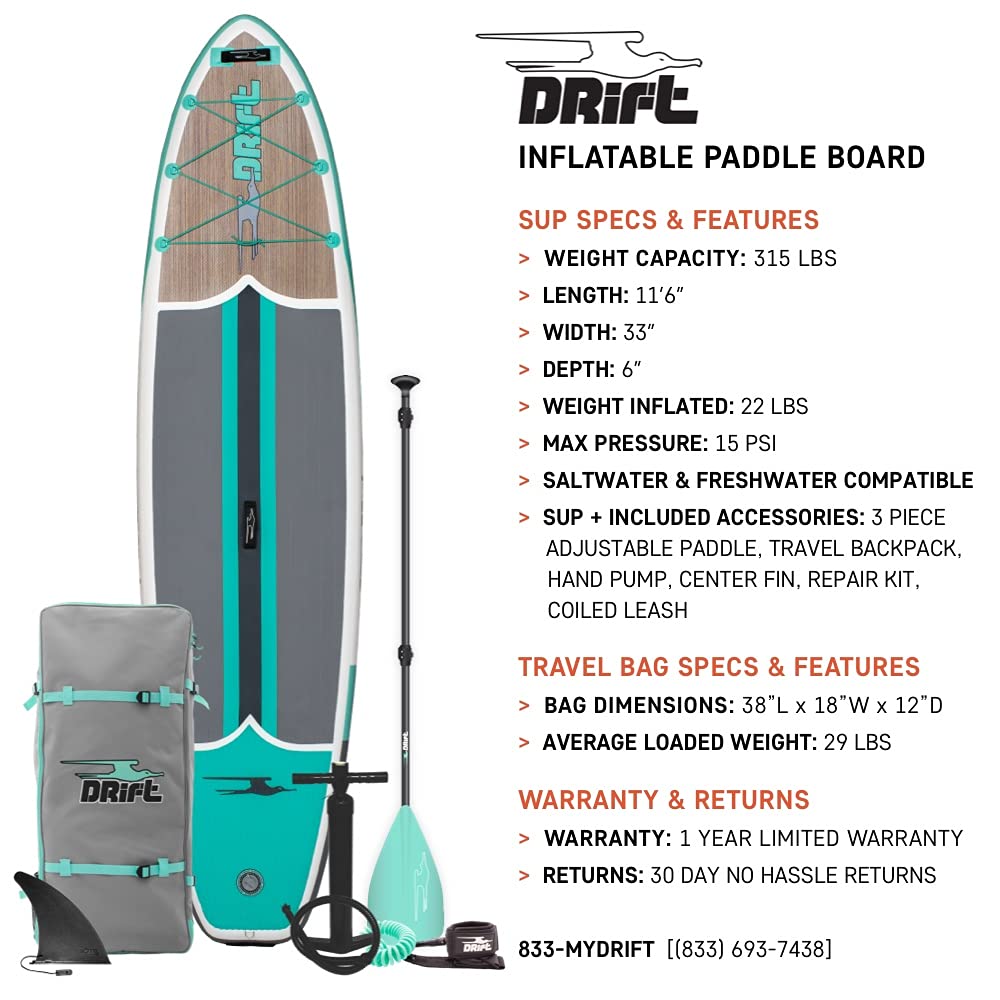 DRift
DRift
INFLATABLE PADDLE BOARD
SUP SPECS & FEATURES
> WEIGHT CAPACITY: 315 LBS
> LENGTH: 11'6"
> WIDTH: 33"
> DEPTH: 6"
> WEIGHT INFLATED: 22 LBS
> MAX PRESSURE: 15 PSI
> SALTWATER & FRESHWATER COMPATIBLE
> SUP + INCLUDED ACCESSORIES: 3 PIECE
ADJUSTABLE PADDLE, TRAVEL BACKPACK,
HAND PUMP, CENTER FIN, REPAIR KIT,
COILED LEASH
TRAVEL BAG SPECS & FEATURES
> BAG DIMENSIONS: 38”L x 18”W x 12”D
> AVERAGE LOADED WEIGHT: 29 LBS
WARRANTY & RETURNS
> WARRANTY: 1 YEAR LIMITED WARRANTY
> RETURNS: 30 DAY NO HASSLE RETURNS
833-MYDRIFT [(833) 693-7438]
DRift
DRift
DRift